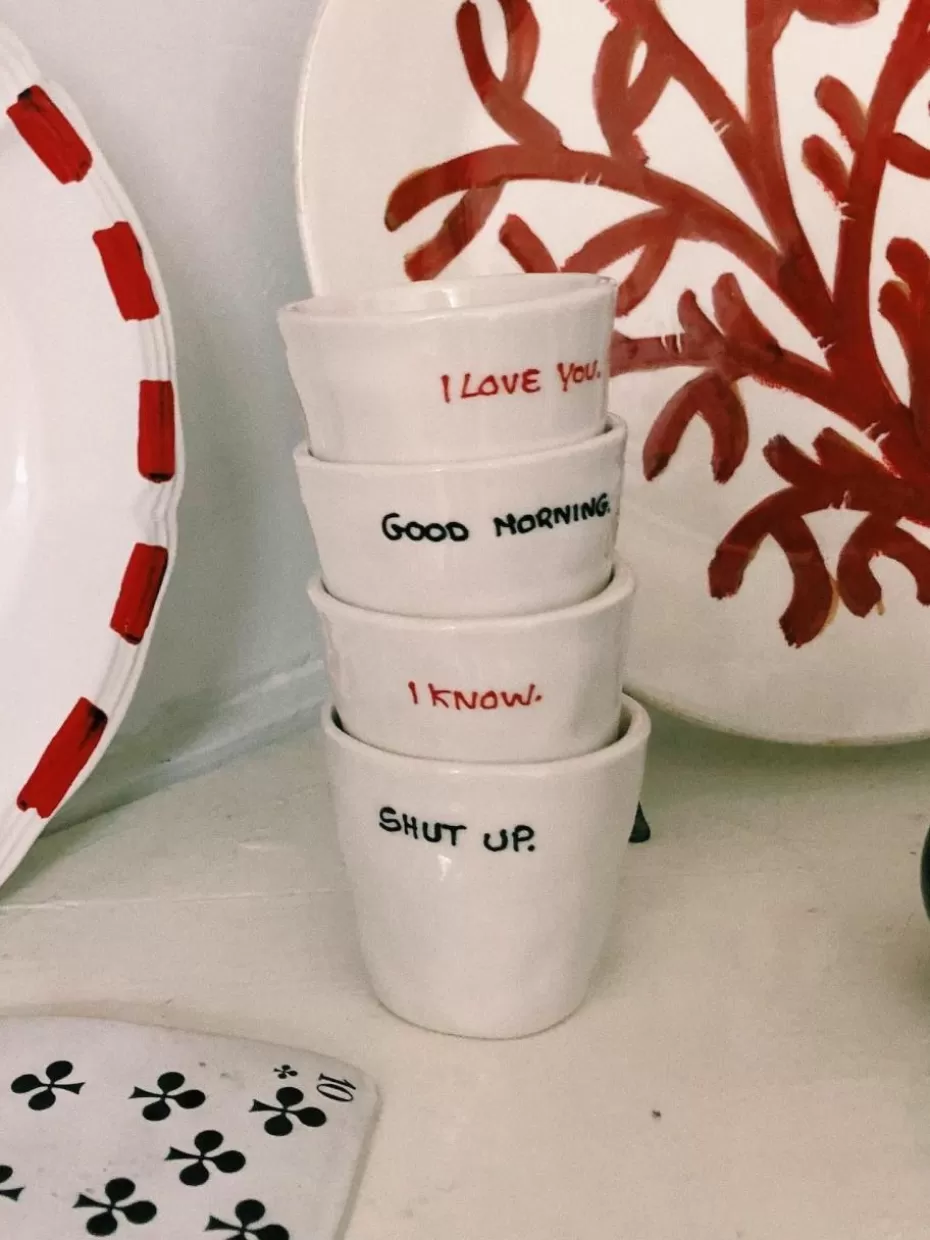 I LOVE YOU.
GOOD MORNING.
I KNOW.
SHUT UP.
10